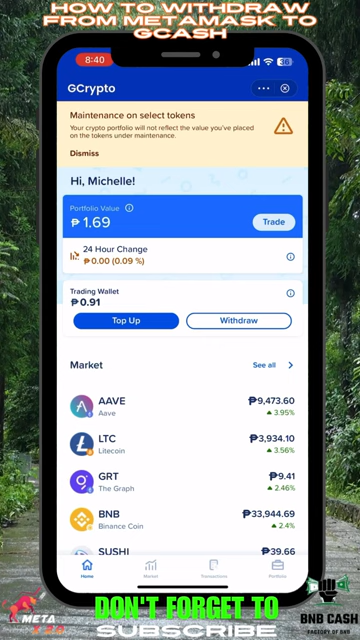 HOW TO WITHDRAW
FROM METAMASK TO
GCASH
8:40
36
GCrypto
Maintenance on select tokens
Your crypto portfolio will not reflect the value you've placed
on the tokens under maintenance.
Dismiss
Hi, Michelle!
Portfolio Value
₱ 1.69
Trade
24 Hour Change
₱ 0.00 (0.09 %)
Trading Wallet
₱ 0.91
Top Up
Withdraw
Market
See all
AAVE
₱9,473.60
Aave
3.95%
LTC
₱3,934.10
Litecoin
3.56%
GRT
₱9.41
The Graph
2.46%
BNB
₱33,944.69
Binance Coin
2.4%
SUSHI
₱39.66
Home
Market
Transactions
Portfolio
DON'T FORGET TO
SUBSCRIBE
META
BNB CASH
FACTORY OF BNB